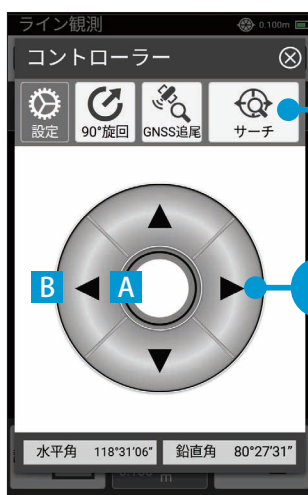 ライン観測 0.100m
コントローラー
設定 90°旋回 GNSS追尾 サーチ
B A
水平角 118°31'06" 鉛直角 80°27'31"
m